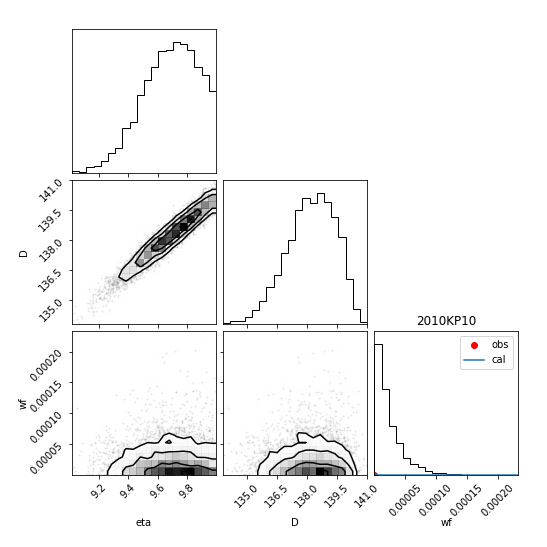 141.0
139.5
138.0
136.5
135.0
D
2010KP10
obs
cal
0.00020
0.00015
0.00010
0.00005
wf
9.2 9.4 9.6 9.8
135.0 136.5 138.0 139.5 141.0
0.00005 0.00010 0.00015 0.00020
eta D wf